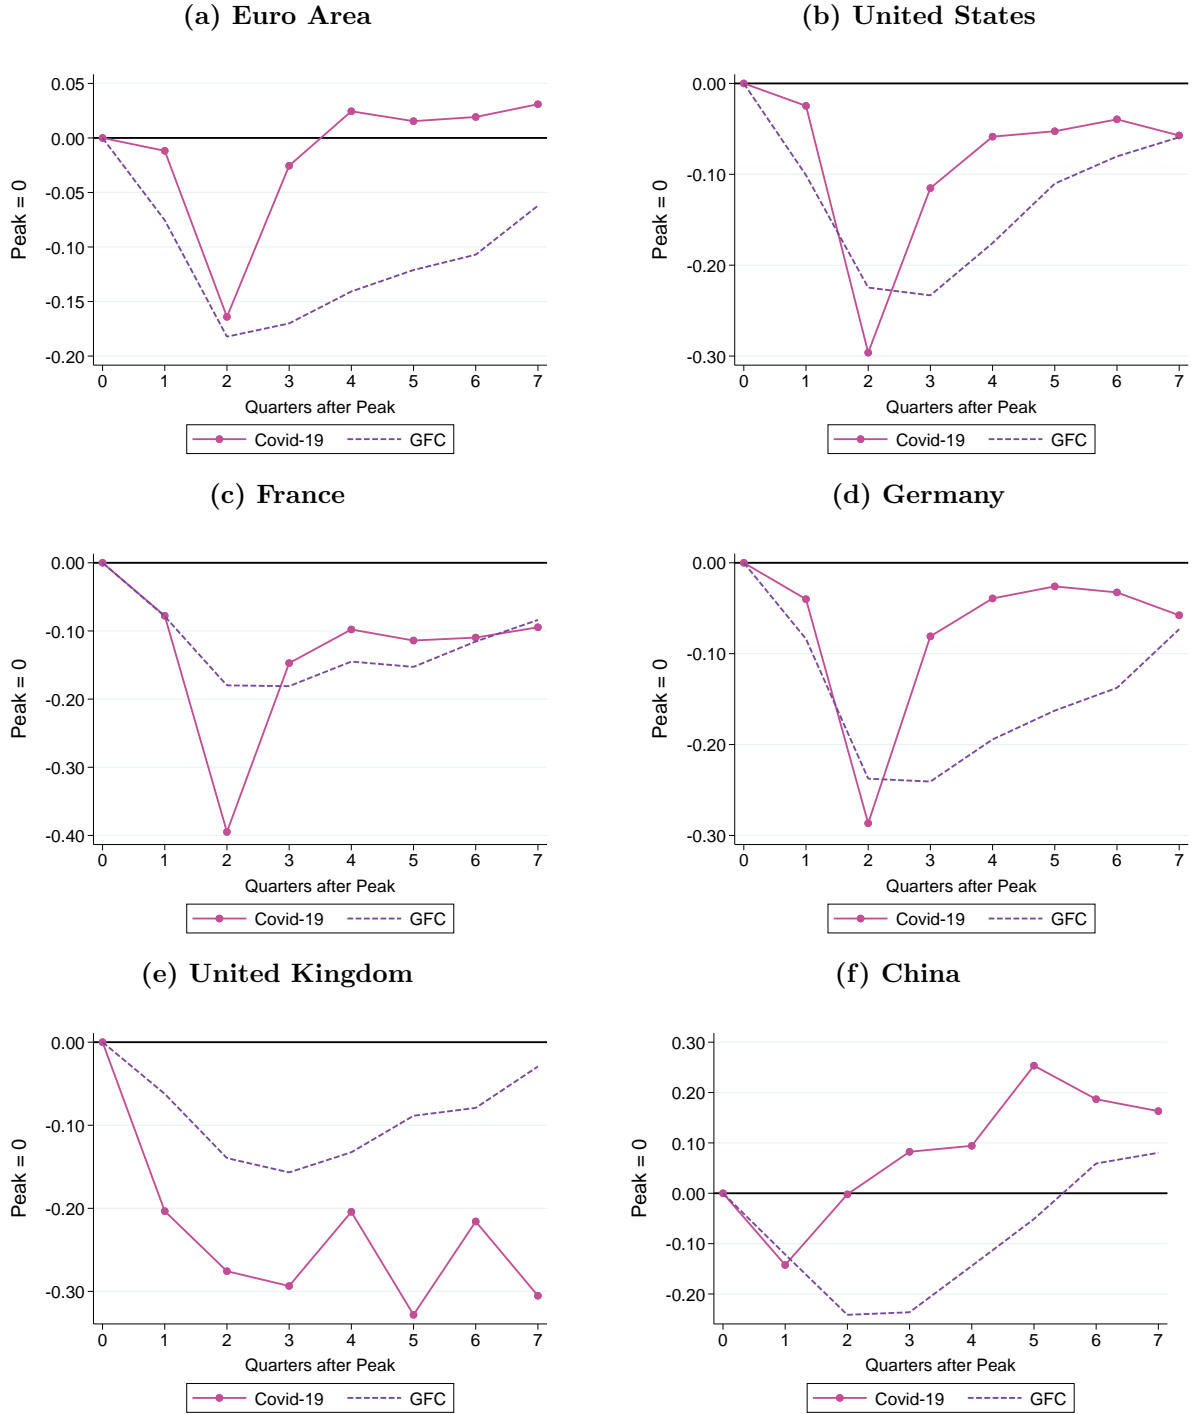 (a) Euro Area
0.05
0.00
-0.05
-0.10
-0.15
-0.20
Peak = 0
0 1 2 3 4 5 6 7
Quarters after Peak
Covid-19 GFC
(b) United States
0.00
-0.10
-0.20
-0.30
Peak = 0
0 1 2 3 4 5 6 7
Quarters after Peak
Covid-19 GFC
(c) France
0.00
-0.10
-0.20
-0.30
-0.40
Peak = 0
0 1 2 3 4 5 6 7
Quarters after Peak
Covid-19 GFC
(d) Germany
0.00
-0.10
-0.20
-0.30
Peak = 0
0 1 2 3 4 5 6 7
Quarters after Peak
Covid-19 GFC
(e) United Kingdom
0.00
-0.10
-0.20
-0.30
Peak = 0
0 1 2 3 4 5 6 7
Quarters after Peak
Covid-19 GFC
(f) China
0.30
0.20
0.10
0.00
-0.10
-0.20
Peak = 0
0 1 2 3 4 5 6 7
Quarters after Peak
Covid-19 GFC